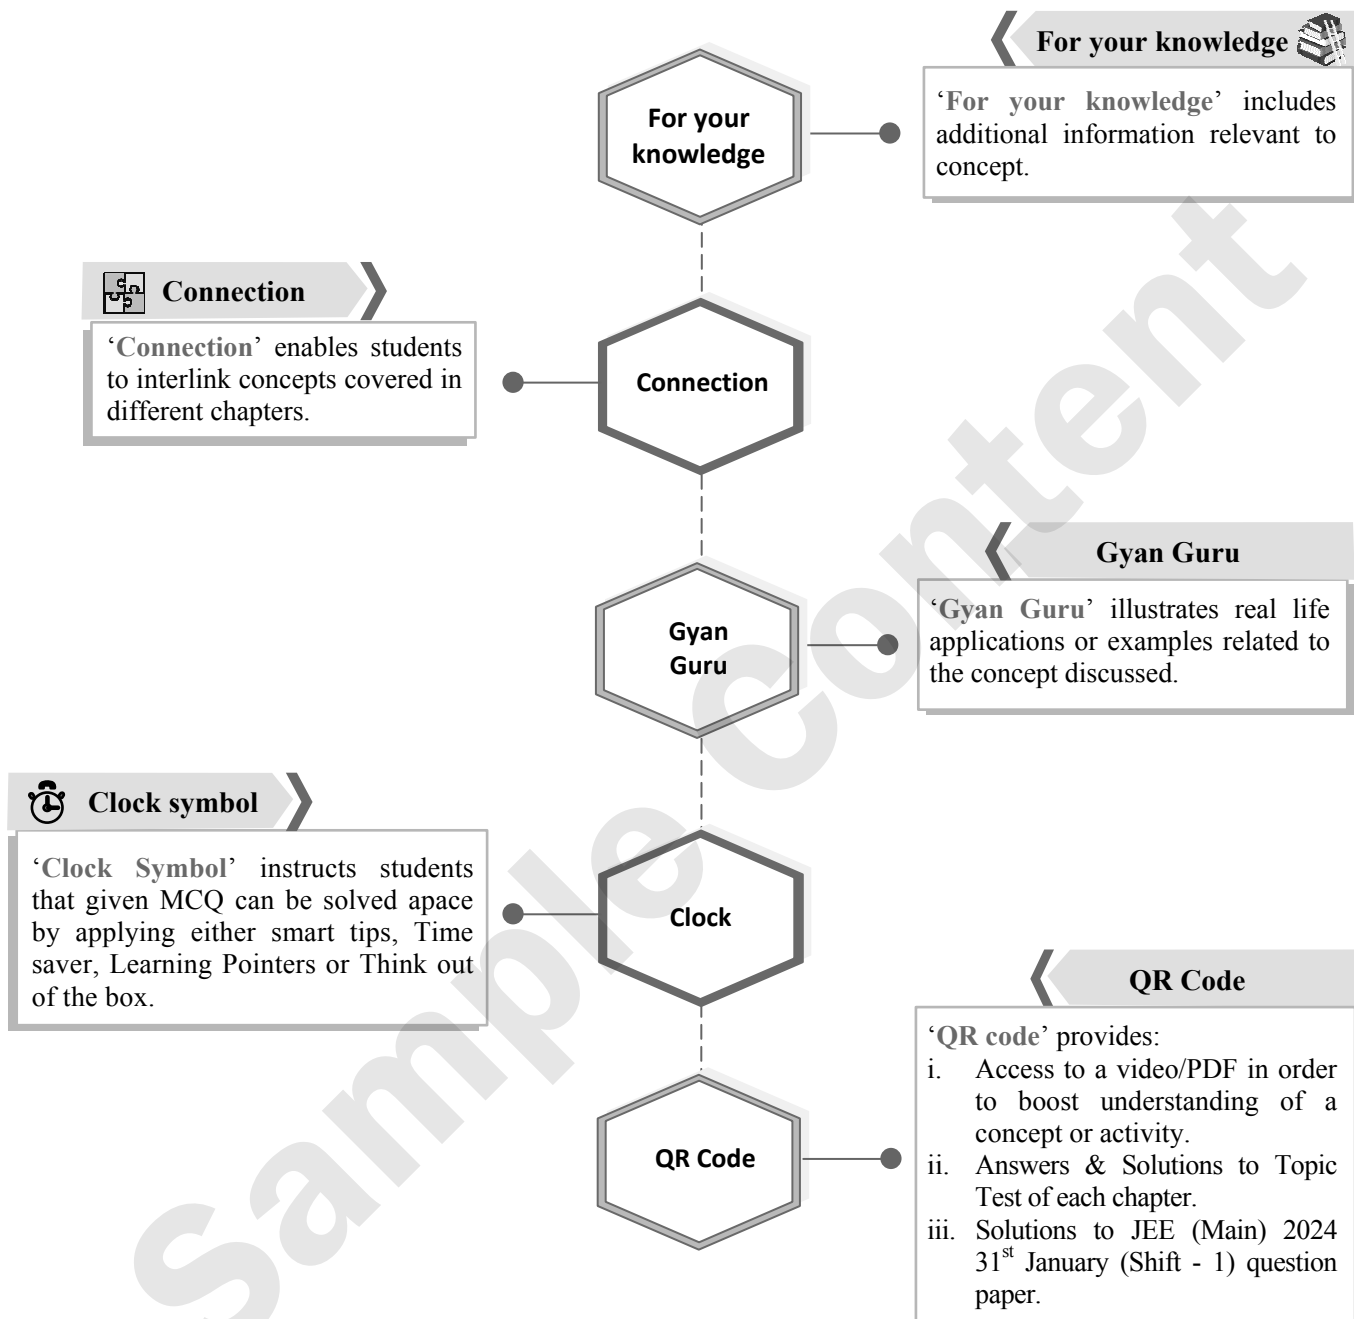 For your knowledge
For your
knowledge
‘For your knowledge’ includes
additional information relevant to
concept.
Connection
‘Connection’ enables students
to interlink concepts covered in
different chapters.
Connection
Gyan Guru
Gyan
Guru
‘Gyan Guru’ illustrates real life
applications or examples related to
the concept discussed.
Clock symbol
‘Clock Symbol’ instructs students
that given MCQ can be solved apace
by applying either smart tips, Time
saver, Learning Pointers or Think out
of the box.
Clock
QR Code
QR Code
‘QR code’ provides:
i. Access to a video/PDF in order
to boost understanding of a
concept or activity.
ii. Answers & Solutions to Topic
Test of each chapter.
iii. Solutions to JEE (Main) 2024
31st January (Shift - 1) question
paper.
Sample Content